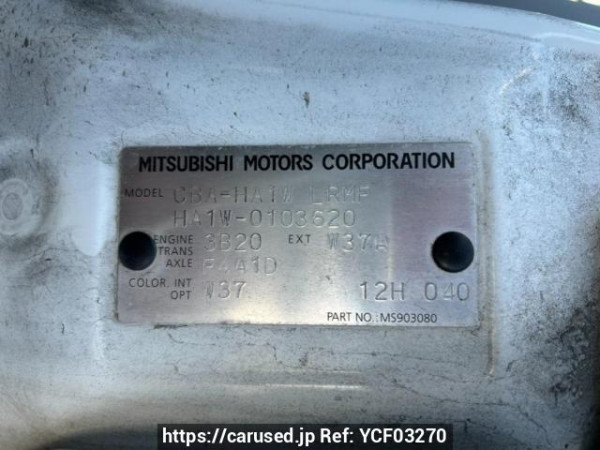 MITSUBISHI MOTORS CORPORATION
MODEL CBA-HA1W LRMF
HA1W-0103620
ENGINE 3B20 EXT W37A
TRANS
AXLE F4A1D
COLOR. INT W37 12H 040
OPT
PART NO.:MS903080
https://carused.jp Ref: YCF03270